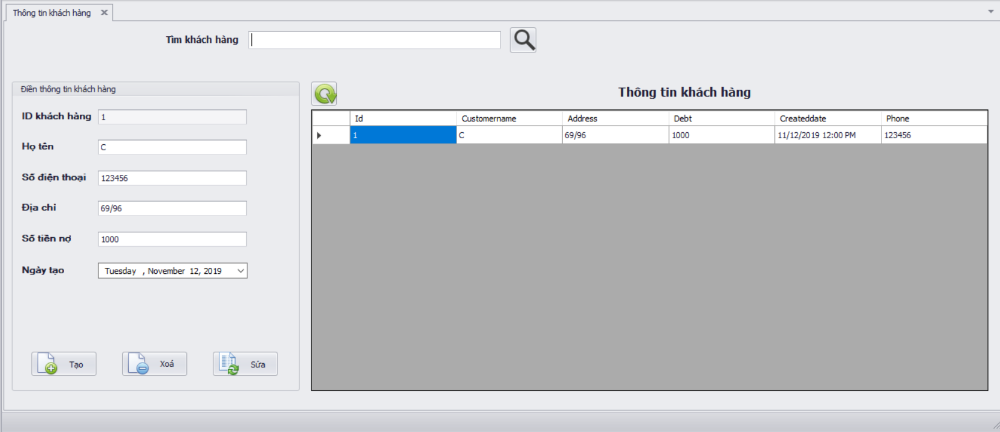 Thông tin khách hàng
Tìm khách hàng
Điền thông tin khách hàng
ID khách hàng 1
Họ tên C
Số điện thoại 123456
Địa chỉ 69/96
Số tiền nợ 1000
Ngày tạo Tuesday , November 12, 2019
Tạo Xoá Sửa
Thông tin khách hàng
Id Customername Address Debt Createddate Phone
1 C 69/96 1000 11/12/2019 12:00 PM 123456